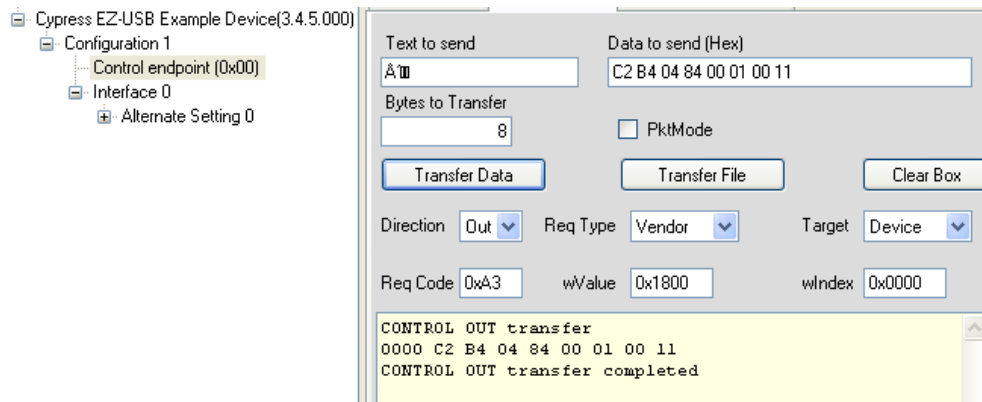 Cypress EZ-USB Example Device(3.4.5.000)
Configuration 1
Control endpoint (0x00)
Interface 0
Alternate Setting 0
Text to send
Data to send (Hex)
C2 B4 04 84 00 01 00 11
Bytes to Transfer
8
PktMode
Transfer Data
Transfer File
Clear Box
Direction Out Req Type Vendor Target Device
Req Code 0xA3 wValue 0x1800 wIndex 0x0000
CONTROL OUT transfer
0000 C2 B4 04 84 00 01 00 11
CONTROL OUT transfer completed